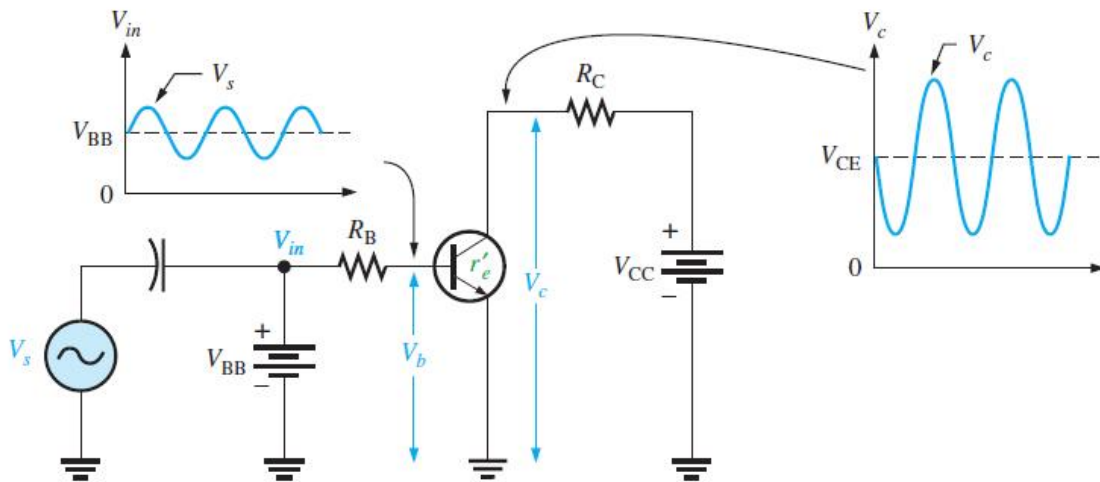 V_in
V_s
V_BB
0
R_C
V_c
V_c
V_CE
0
V_in
R_B
r'_e
V_c
+
V_CC
−
V_s
+
V_BB
−
V_b